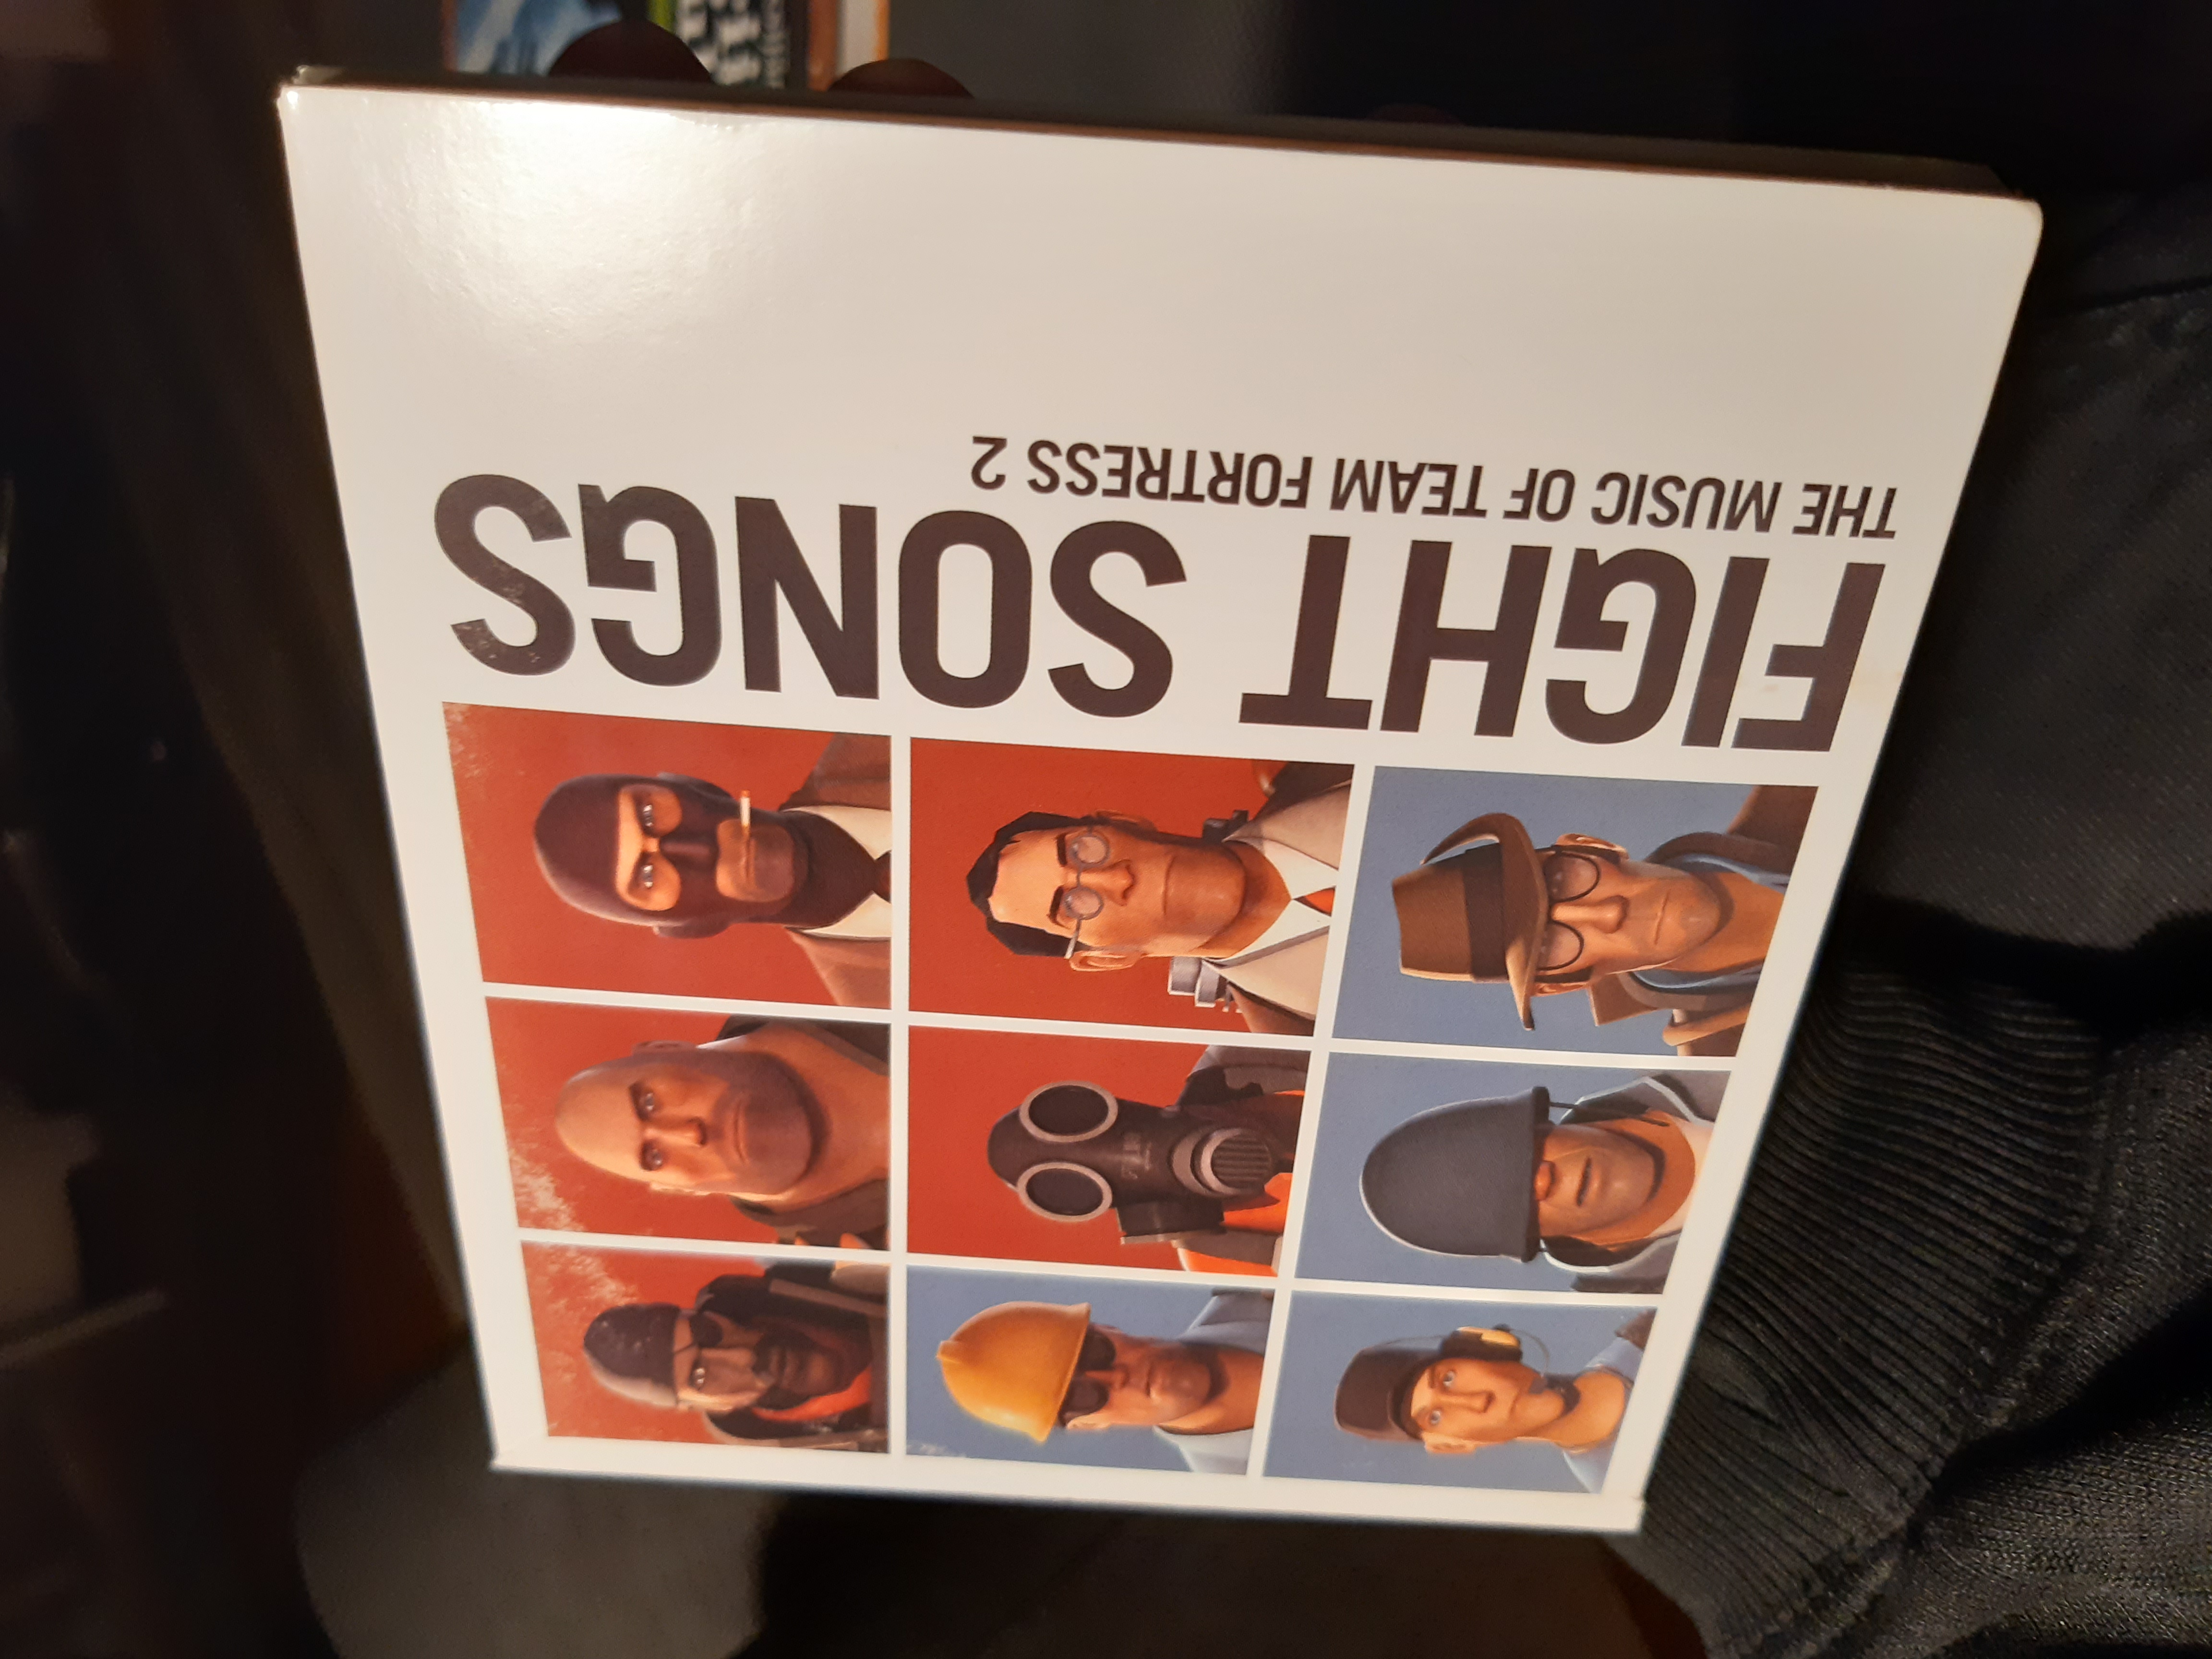 FIGHT SONGS
THE MUSIC OF TEAM FORTRESS 2